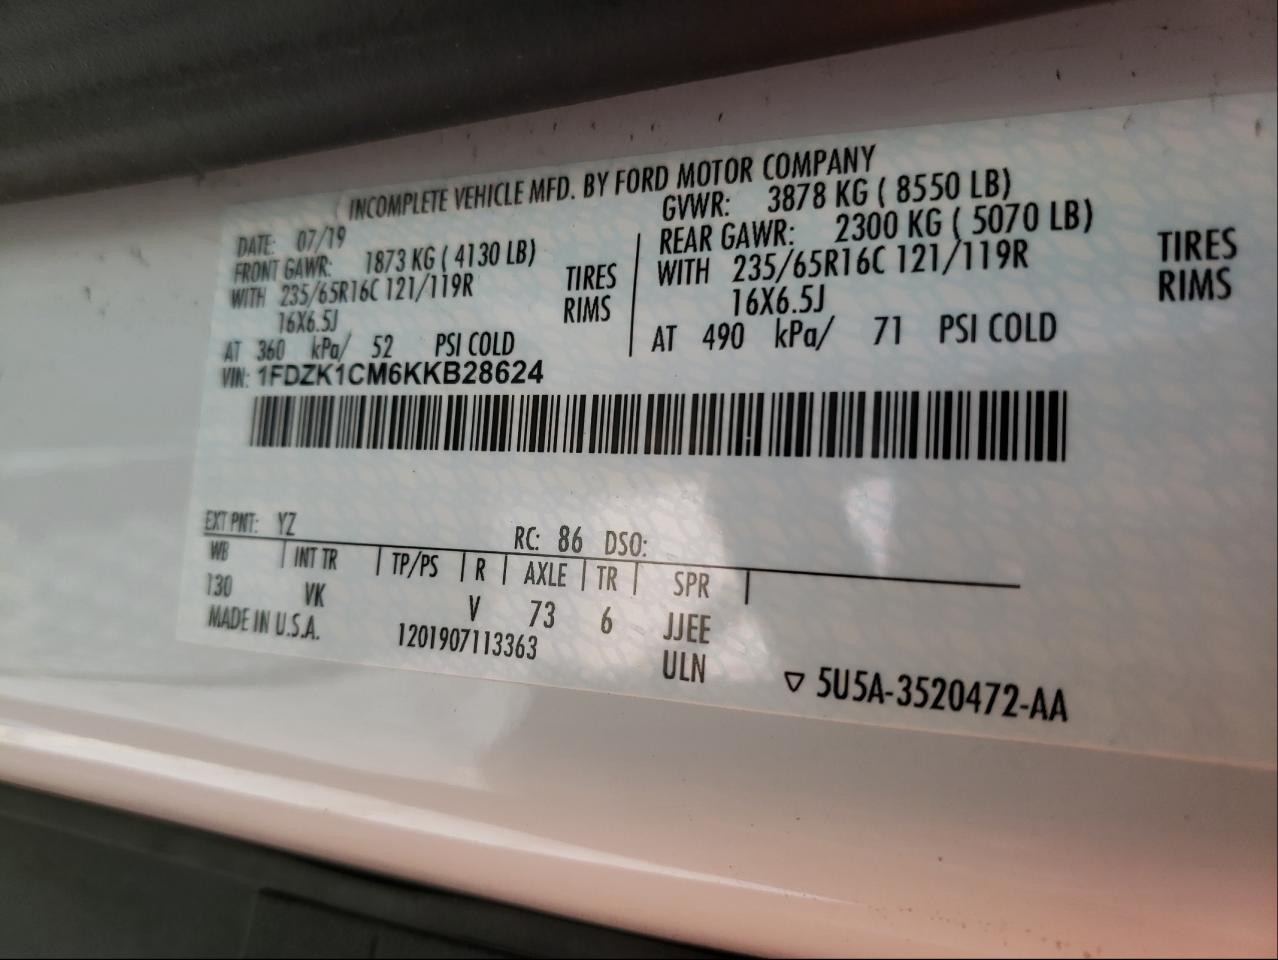 INCOMPLETE VEHICLE MFD. BY FORD MOTOR COMPANY
DATE: 07/19 GVWR: 3878 KG ( 8550 LB)
FRONT GAWR: 1873 KG ( 4130 LB) REAR GAWR: 2300 KG ( 5070 LB)
WITH 235/65R16C 121/119R TIRES WITH 235/65R16C 121/119R TIRES
16X6.5J RIMS 16X6.5J RIMS
AT 360 kPa/ 52 PSI COLD AT 490 kPa/ 71 PSI COLD
VIN: 1FDZK1CM6KKB28624
EXT PNT: YZ RC: 86 DSO:
WB INT TR TP/PS R AXLE TR SPR
130 VK V 73 6 JJEE
MADE IN U.S.A. 1201907113363 ULN
5U5A-3520472-AA